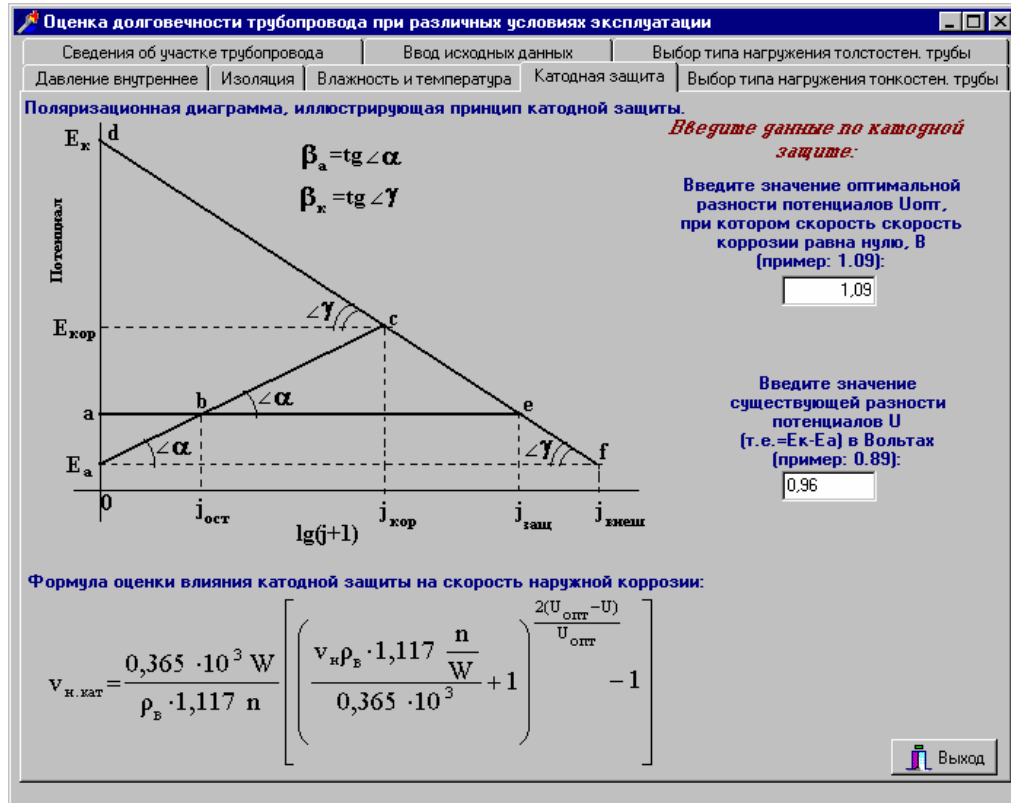 Оценка долговечности трубопровода при различных условиях эксплуатации
Сведения об участке трубопровода
Ввод исходных данных
Выбор типа нагружения толстостен. трубы
Давление внутреннее
Изоляция
Влажность и температура
Катодная защита
Выбор типа нагружения тонкостен. трубы
Поляризационная диаграмма, иллюстрирующая принцип катодной защиты.
Eк
d
βа=tg∠α
βк=tg∠γ
Потенциал
∠γ
c
Eкор
b
∠α
e
a
∠α
∠γ
f
Eа
0
jост
jкор
jзащ
jвнеш
lg(j+1)
Введите данные по катодной
защите:
Введите значение оптимальной
разности потенциалов Uопт,
при котором скорость скорость
коррозии равна нулю, В
(пример: 1.09):
1,09
Введите значение
существующей разности
потенциалов U
(т.е.=Ек-Еа) в Вольтах
(пример: 0.89):
0,96
Формула оценки влияния катодной защиты на скорость наружной коррозии:
vн.кат = (0,365 ·10³ W)/(ρв ·1,117 n) [((vнρв ·1,117 n/W)/(0,365 ·10³) + 1)^(2(Uопт−U)/Uопт) − 1]
Выход